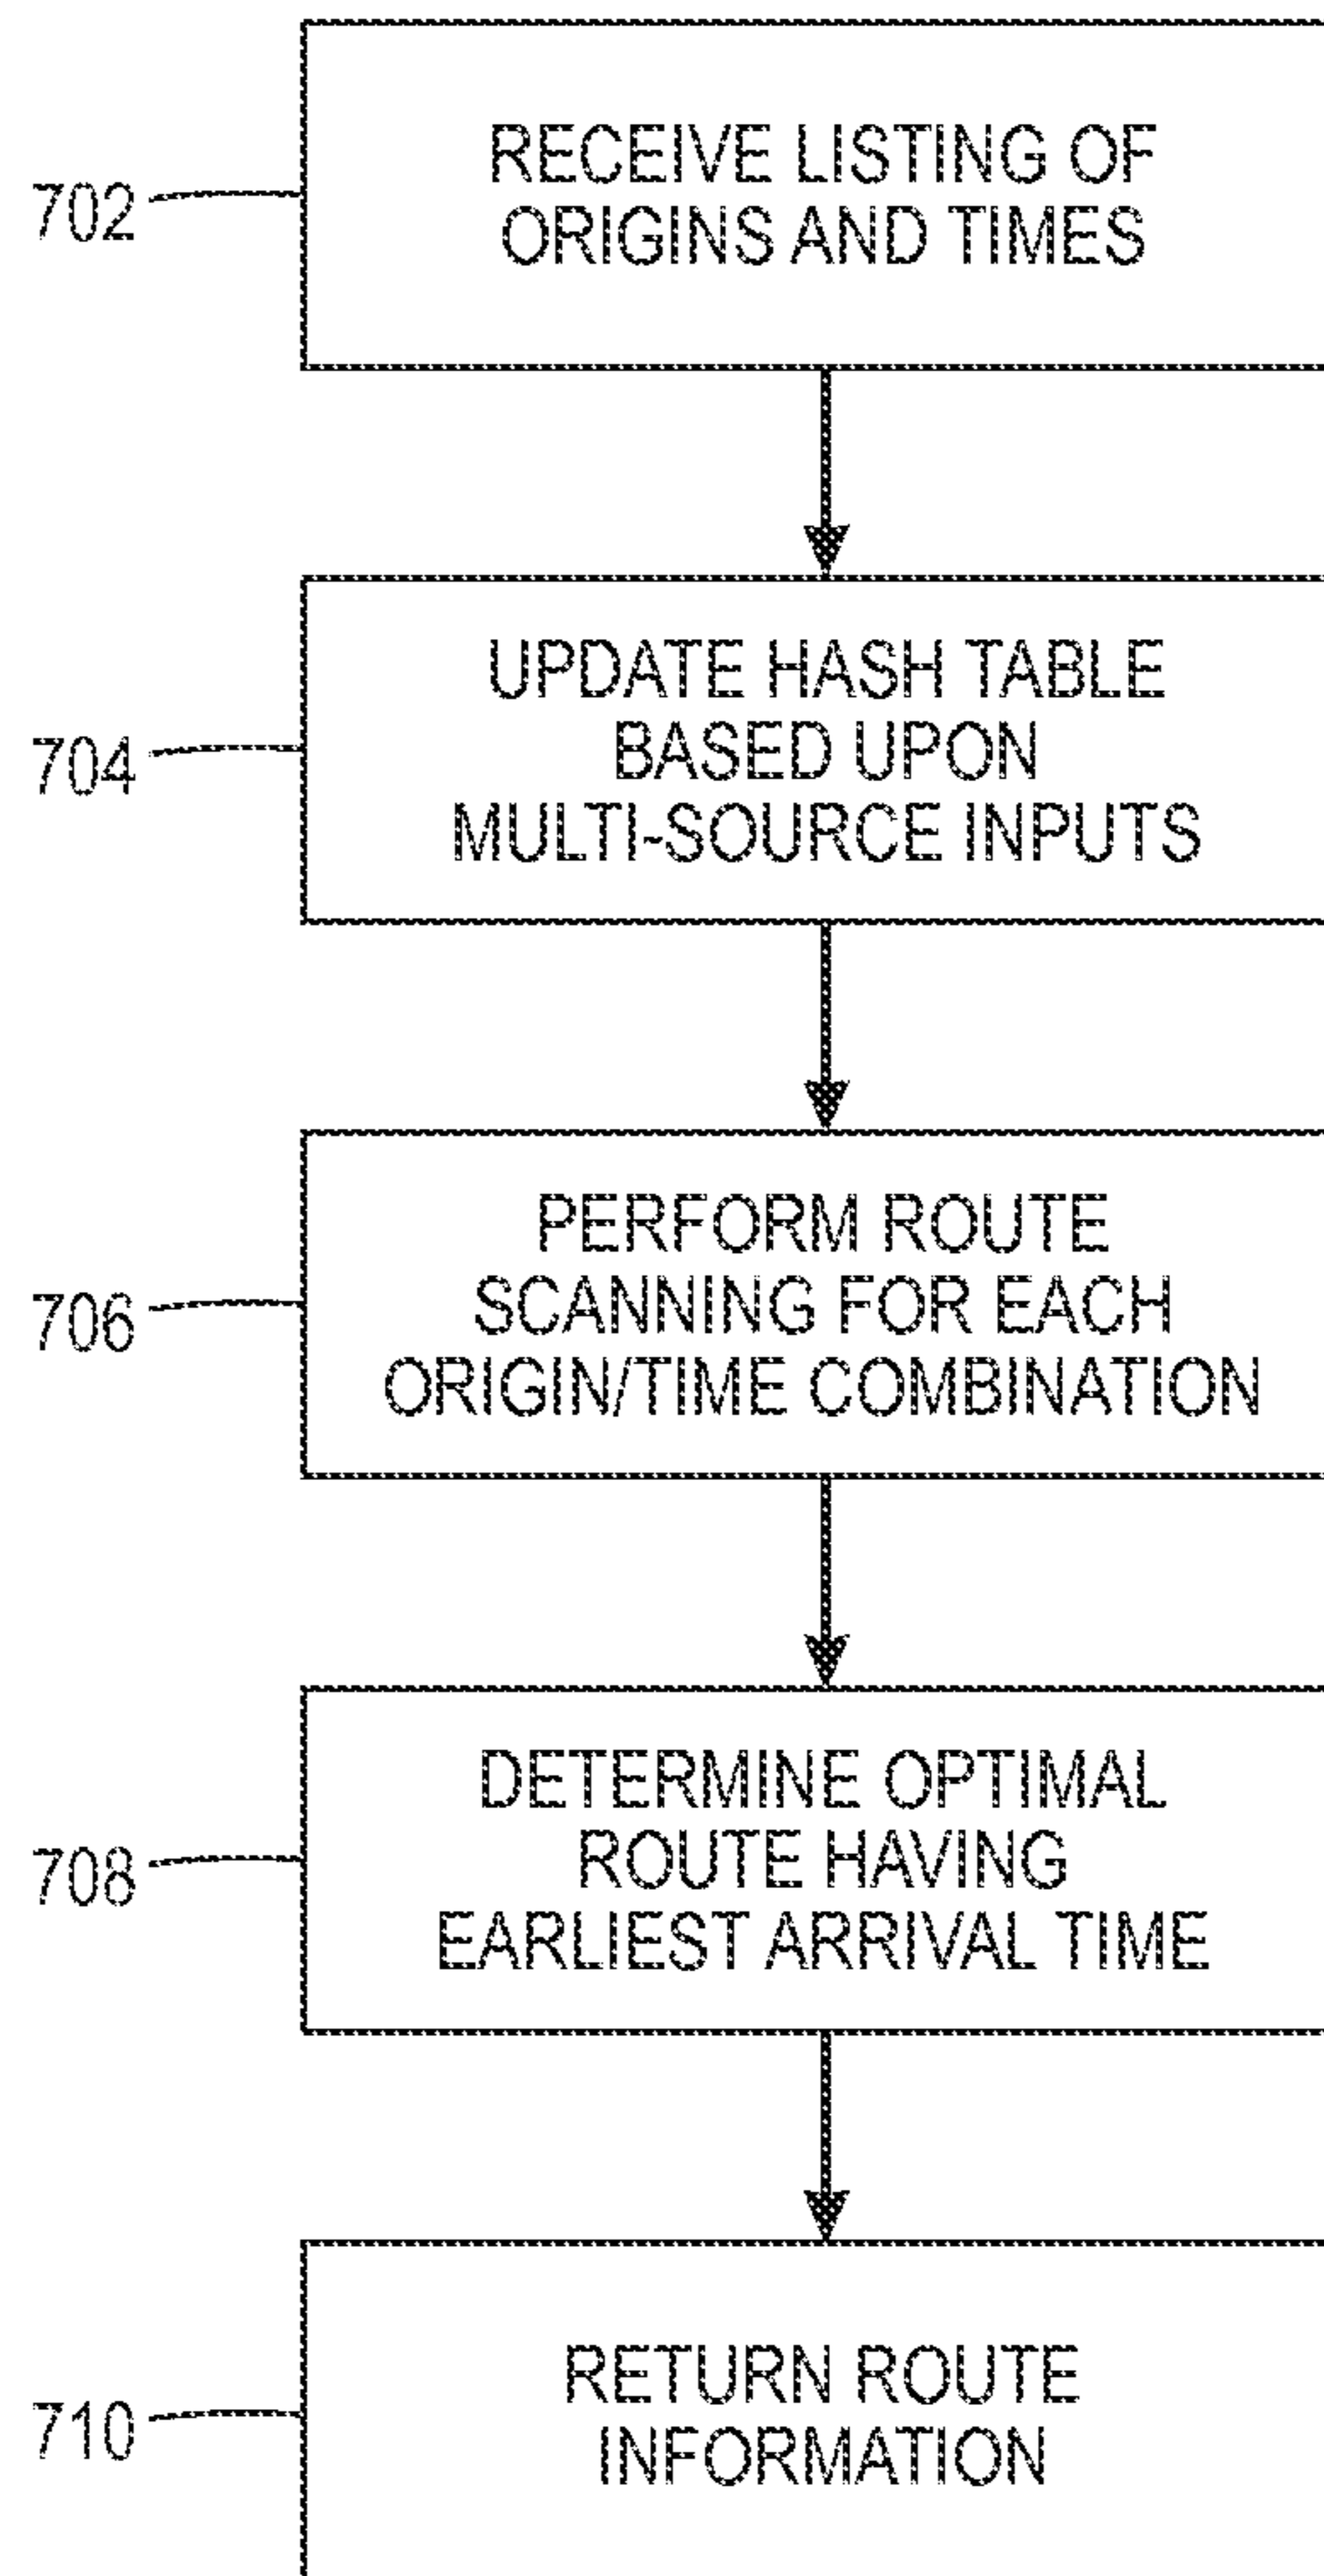 702
RECEIVE LISTING OF
ORIGINS AND TIMES
704
UPDATE HASH TABLE
BASED UPON
MULTI-SOURCE INPUTS
706
PERFORM ROUTE
SCANNING FOR EACH
ORIGIN/TIME COMBINATION
708
DETERMINE OPTIMAL
ROUTE HAVING
EARLIEST ARRIVAL TIME
710
RETURN ROUTE
INFORMATION